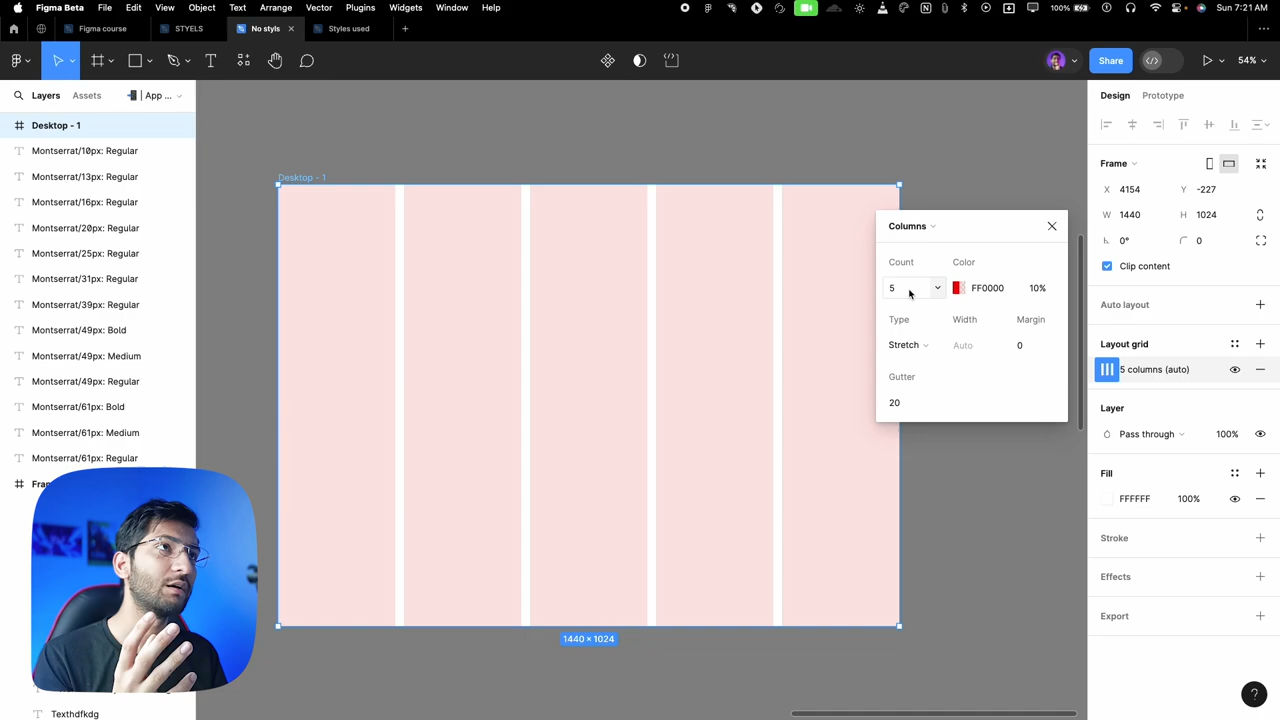 Figma Beta File Edit View Object Text Arrange Vector Plugins Widgets Window Help 100% Sun 7:21 AM
Figma course STYELS No styls Styles used
Share 54%
Layers Assets | App ...
Design Prototype
Desktop - 1
Montserrat/10px: Regular
Montserrat/13px: Regular
Montserrat/16px: Regular
Montserrat/20px: Regular
Montserrat/25px: Regular
Montserrat/31px: Regular
Montserrat/39px: Regular
Montserrat/49px: Bold
Montserrat/49px: Medium
Montserrat/49px: Regular
Montserrat/61px: Bold
Montserrat/61px: Medium
Montserrat/61px: Regular
Texthdfkdg
Desktop - 1
1440 × 1024
Columns
Count Color
5 FF0000 10%
Type Width Margin
Stretch Auto 0
Gutter
20
Frame
X 4154 Y -227
W 1440 H 1024
0° 0
Clip content
Auto layout
Layout grid
5 columns (auto)
Layer
Pass through 100%
Fill
FFFFFF 100%
Stroke
Effects
Export
?